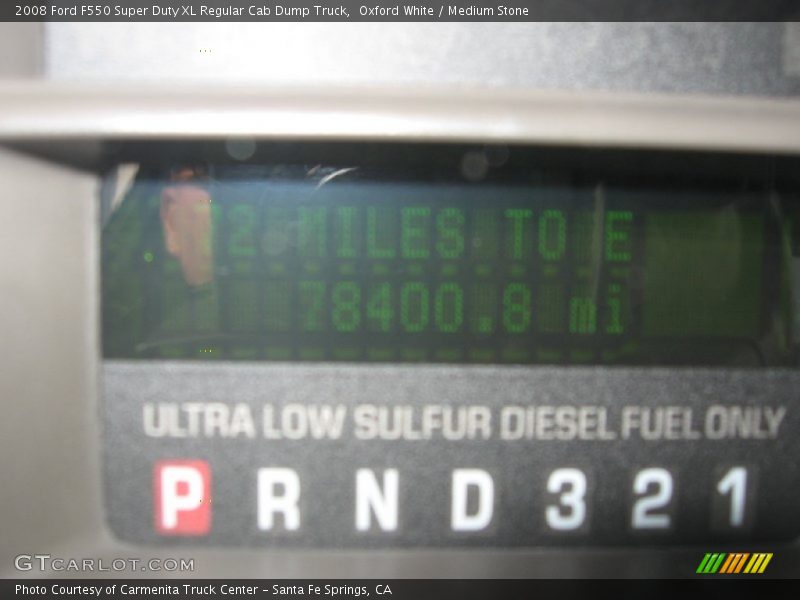 2008 Ford F550 Super Duty XL Regular Cab Dump Truck,  Oxford White / Medium Stone
MILES TO E
78400.8 mi
ULTRA LOW SULFUR DIESEL FUEL ONLY
P R N D 3 2 1
GTCARLOT.COM
Photo Courtesy of Carmenita Truck Center - Santa Fe Springs, CA